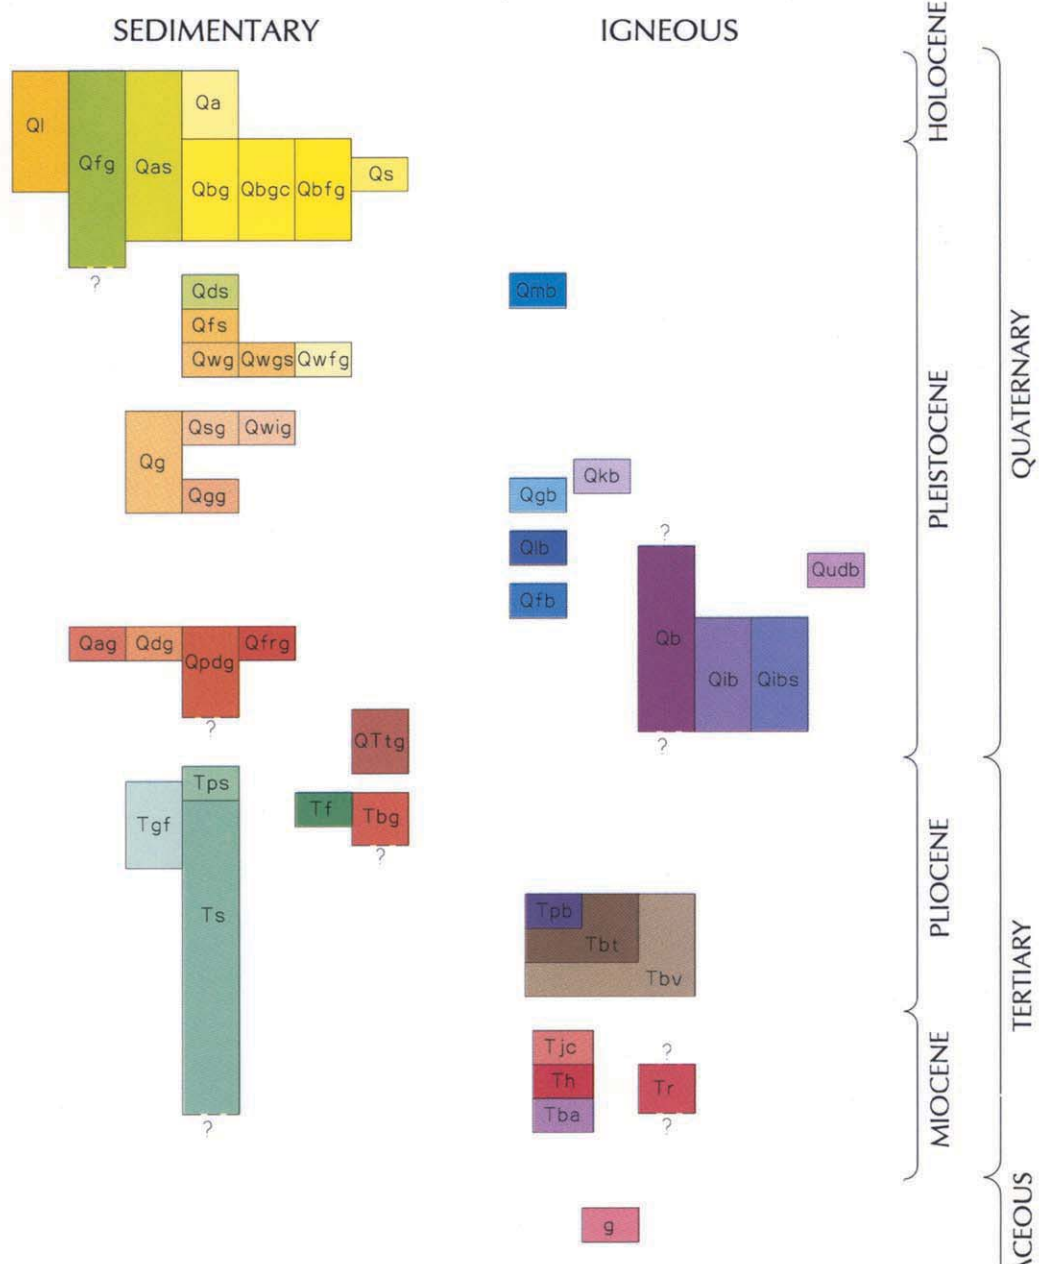 SEDIMENTARY
IGNEOUS
HOLOCENE
Ql
Qfg
Qas
Qa
Qbg
Qbgc
Qbfg
Qs
?
Qds
Qfs
Qwg
Qwgs
Qwfg
Qmb
PLEISTOCENE
QUATERNARY
Qg
Qsg
Qwig
Qgg
Qkb
Qgb
Qlb
Qfb
?
Qb
?
Qib
Qibs
Qudb
Qag
Qdg
Qpdg
Qfrg
?
QTtg
Tps
Tgf
Ts
?
Tf
Tbg
?
PLIOCENE
TERTIARY
Tpb
Tbt
Tbv
MIOCENE
Tjc
Th
Tba
?
Tr
?
g
ACEOUS